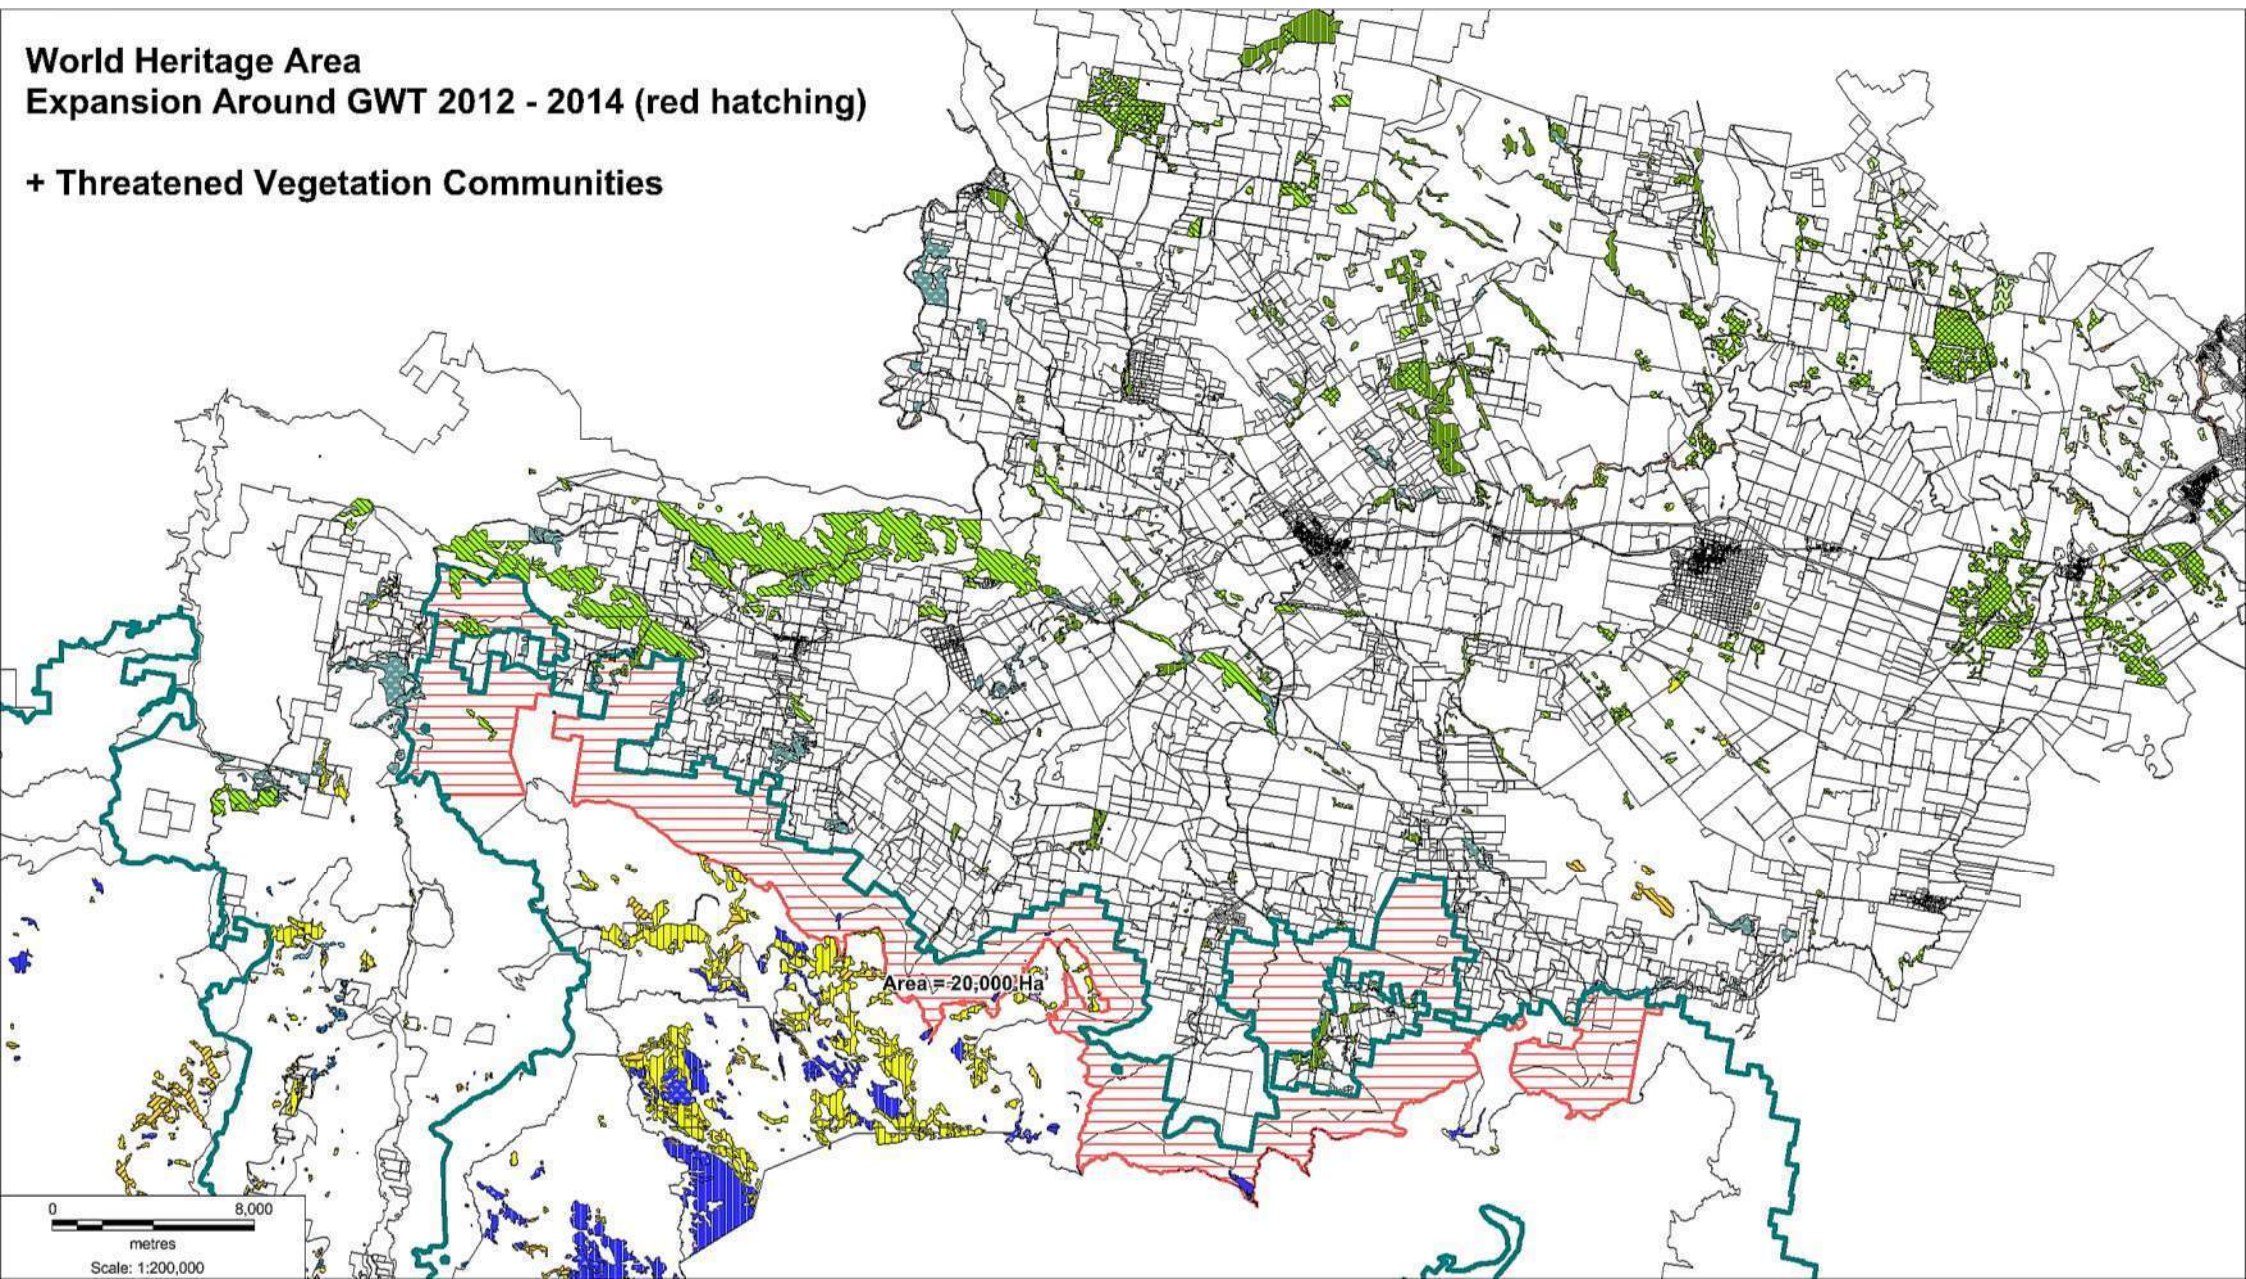 World Heritage Area
Expansion Around GWT 2012 - 2014 (red hatching)
+ Threatened Vegetation Communities
Area = 20,000 Ha
0 8,000
metres
Scale: 1:200,000